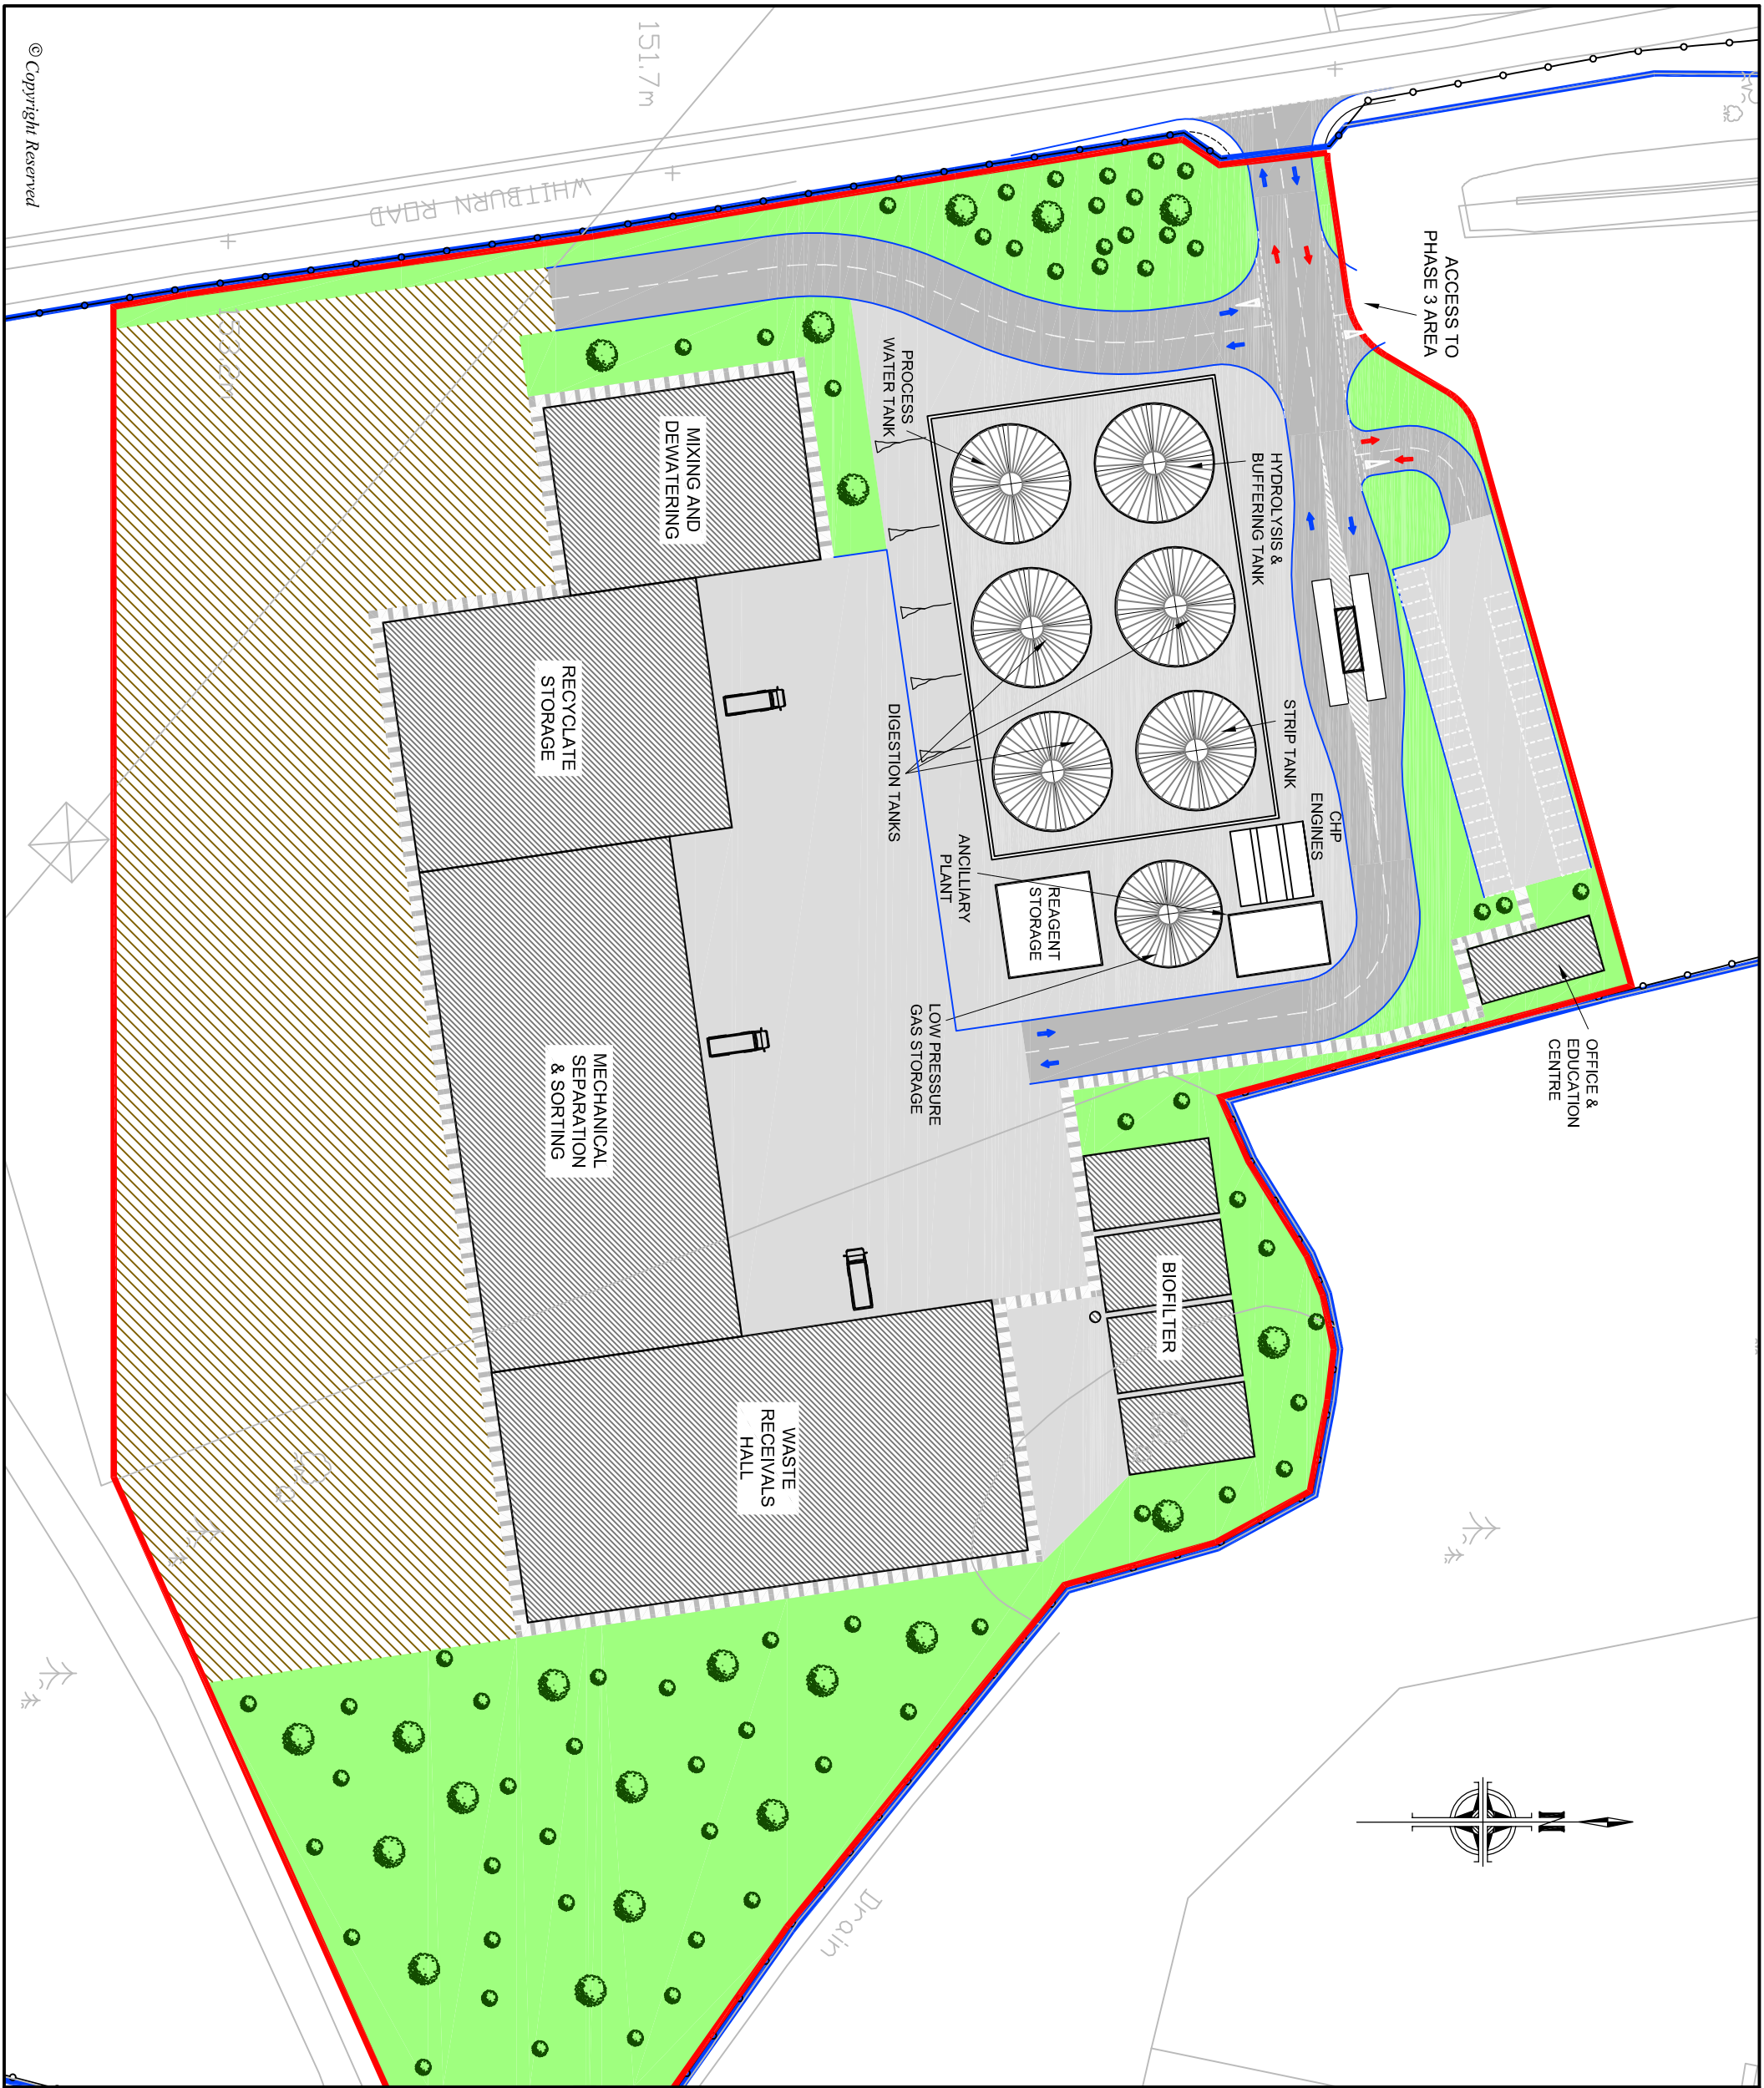 ACCESS TO
PHASE 3 AREA
OFFICE &
EDUCATION
CENTRE
HYDROLYSIS &
BUFFERING TANK
STRIP TANK
CHP
ENGINES
PROCESS
WATER TANK
DIGESTION TANKS
ANCILLIARY
PLANT
REAGENT
STORAGE
LOW PRESSURE
GAS STORAGE
BIOFILTER
MIXING AND
DEWATERING
RECYCLATE
STORAGE
MECHANICAL
SEPARATION
& SORTING
WASTE
RECEIVALS
HALL
WHITBURN ROAD
151.7m
153.2m
Drain
N
© Copyright Reserved